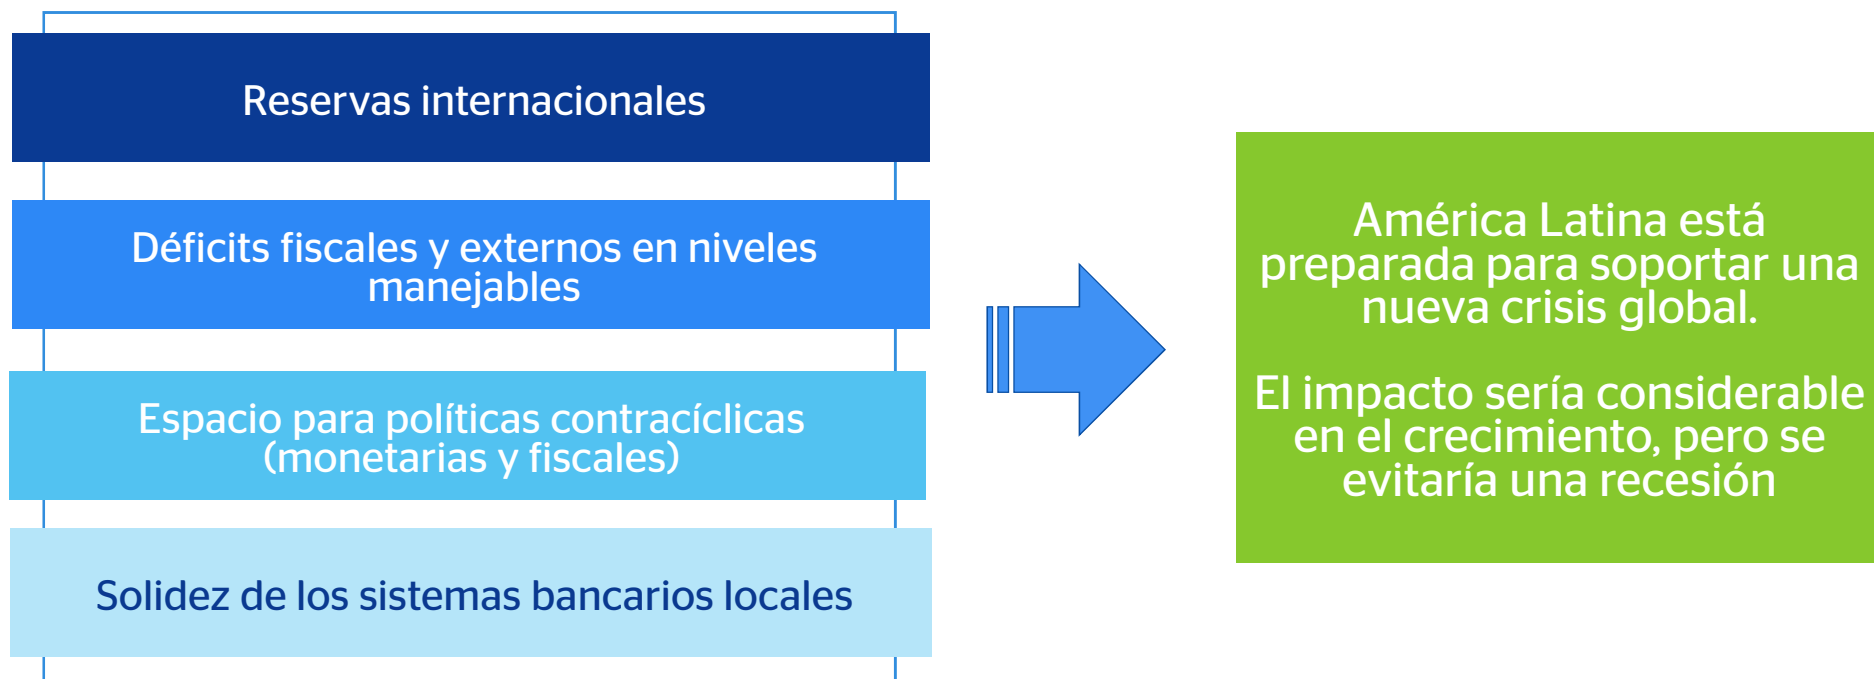 Reservas internacionales
Déficits fiscales y externos en niveles
manejables
Espacio para políticas contracíclicas
(monetarias y fiscales)
Solidez de los sistemas bancarios locales
América Latina está
preparada para soportar una
nueva crisis global.
El impacto sería considerable
en el crecimiento, pero se
evitaría una recesión